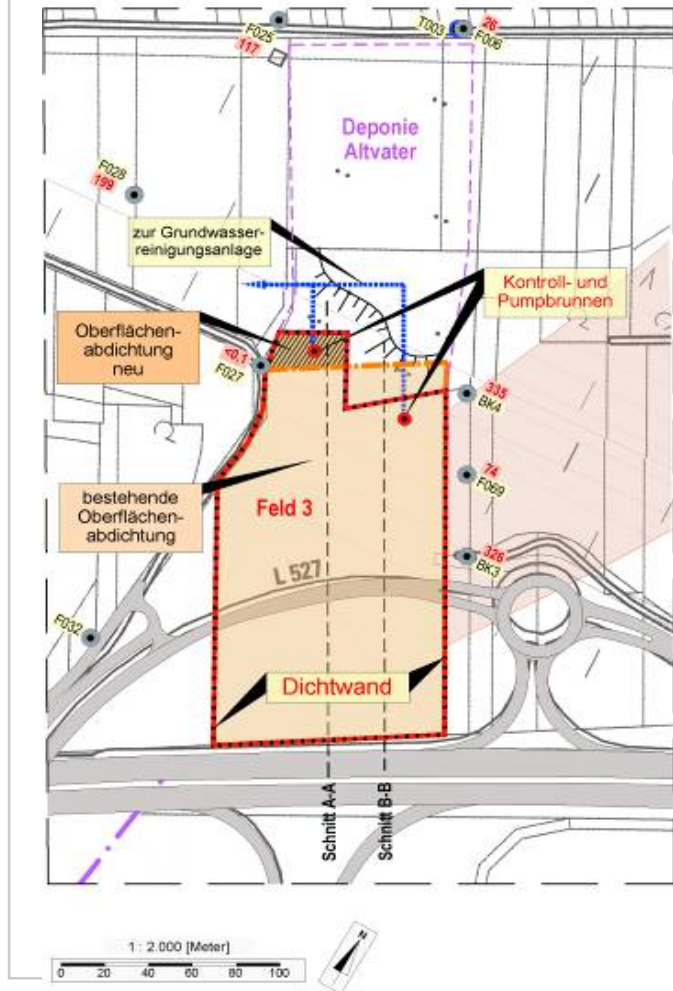 F025
117
26
T003
F006
Deponie
Altvater
F028
199
zur Grundwasser-
reinigungsanlage
Kontroll- und
Pumpbrunnen
Oberflächen-
abdichtung
neu
<0,1
F027
335
BK4
bestehende
Oberflächen-
abdichtung
Feld 3
74
F069
326
BK3
L 527
F032
Dichtwand
Schnitt A-A
Schnitt B-B
1 : 2.000 [Meter]
0 20 40 60 80 100
N